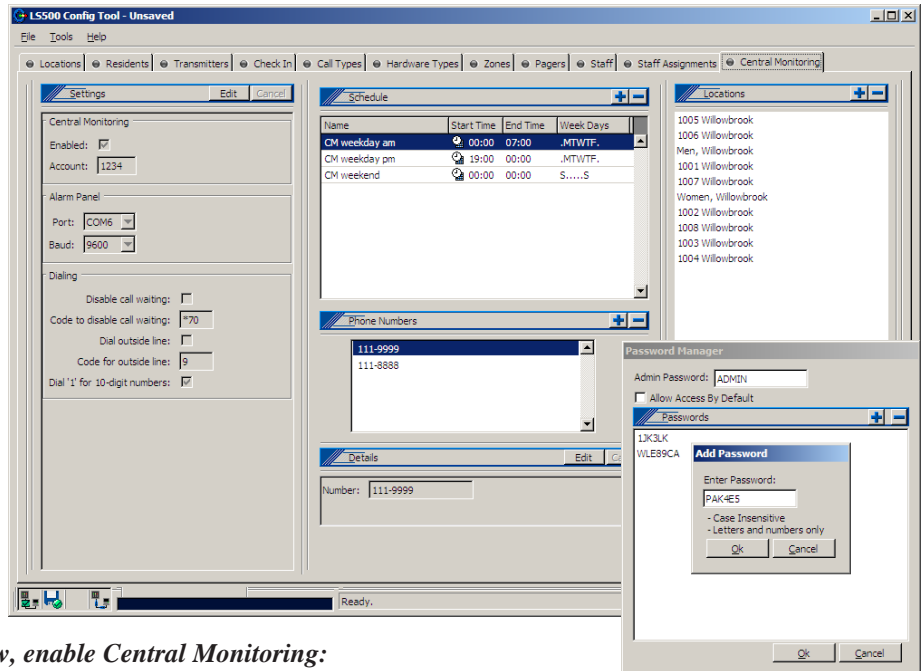 LS500 Config Tool - Unsaved
File Tools Help
Locations Residents Transmitters Check In Call Types Hardware Types Zones Pagers Staff Staff Assignments Central Monitoring
Settings Edit Cancel
Central Monitoring
Enabled:
Account: 1234
Alarm Panel
Port: COM6
Baud: 9600
Dialing
Disable call waiting:
Code to disable call waiting: *70
Dial outside line:
Code for outside line: 9
Dial '1' for 10-digit numbers:
Schedule
Name Start Time End Time Week Days
CM weekday am 00:00 07:00 .MTWTF.
CM weekday pm 19:00 00:00 .MTWTF.
CM weekend 00:00 00:00 S.....S
Phone Numbers
111-9999
111-8888
Details Edit Ca
Number: 111-9999
Locations
1005 Willowbrook
1006 Willowbrook
Men, Willowbrook
1001 Willowbrook
1007 Willowbrook
Women, Willowbrook
1002 Willowbrook
1008 Willowbrook
1003 Willowbrook
1004 Willowbrook
Password Manager
Admin Password: ADMIN
Allow Access By Default
Passwords
1JK3LK
WLE89CA
Add Password
Enter Password:
PAK4E5
- Case Insensitive
- Letters and numbers only
Ok Cancel
Ok Cancel
Ready.
w, enable Central Monitoring: